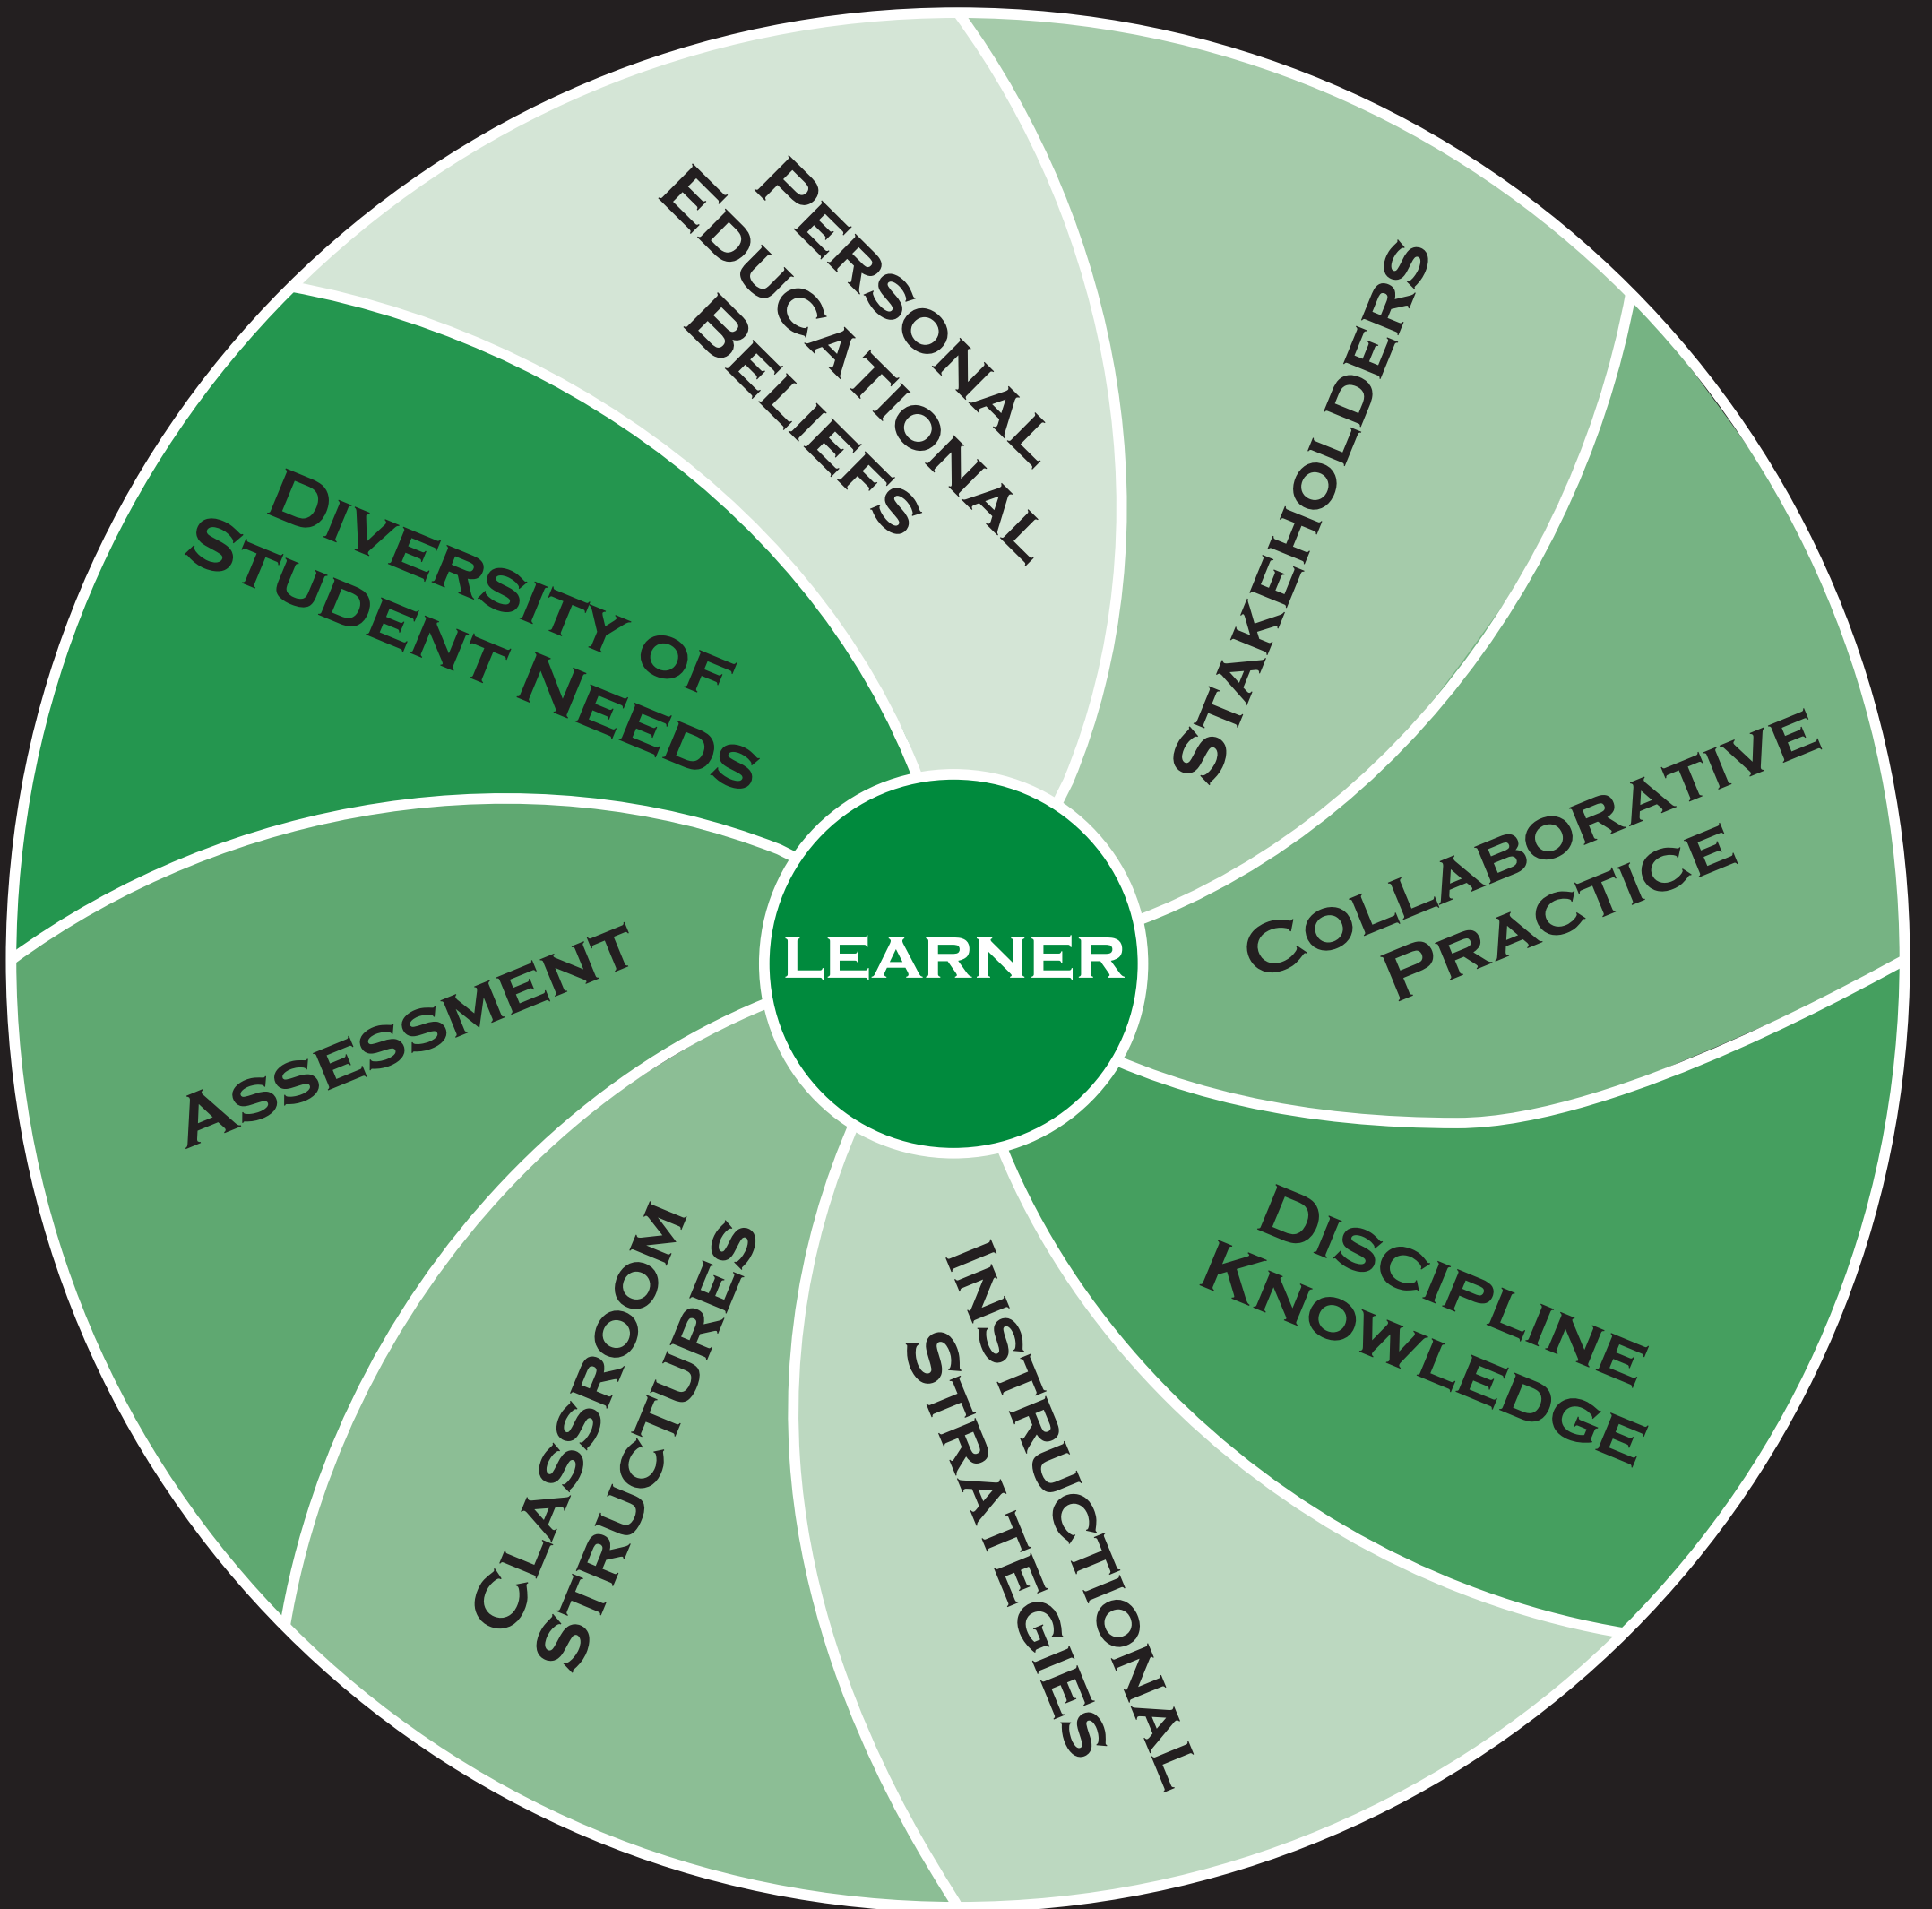 Personal
Educational
Beliefs
Stakeholders
Collaborative
Practice
Discipline
Knowledge
Instructional
Strategies
Classroom
Structures
Assessment
Diversity of
Student Needs
Learner